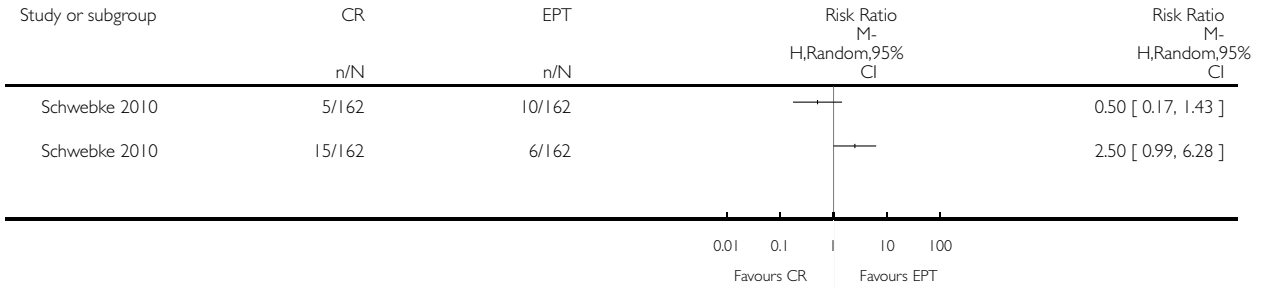 Study or subgroup CR EPT Risk Ratio Risk Ratio
M- M-
H,Random,95% H,Random,95%
n/N n/N CI CI
Schwebke 2010 5/162 10/162 0.50 [ 0.17, 1.43 ]
Schwebke 2010 15/162 6/162 2.50 [ 0.99, 6.28 ]
0.01 0.1 1 10 100
Favours CR Favours EPT